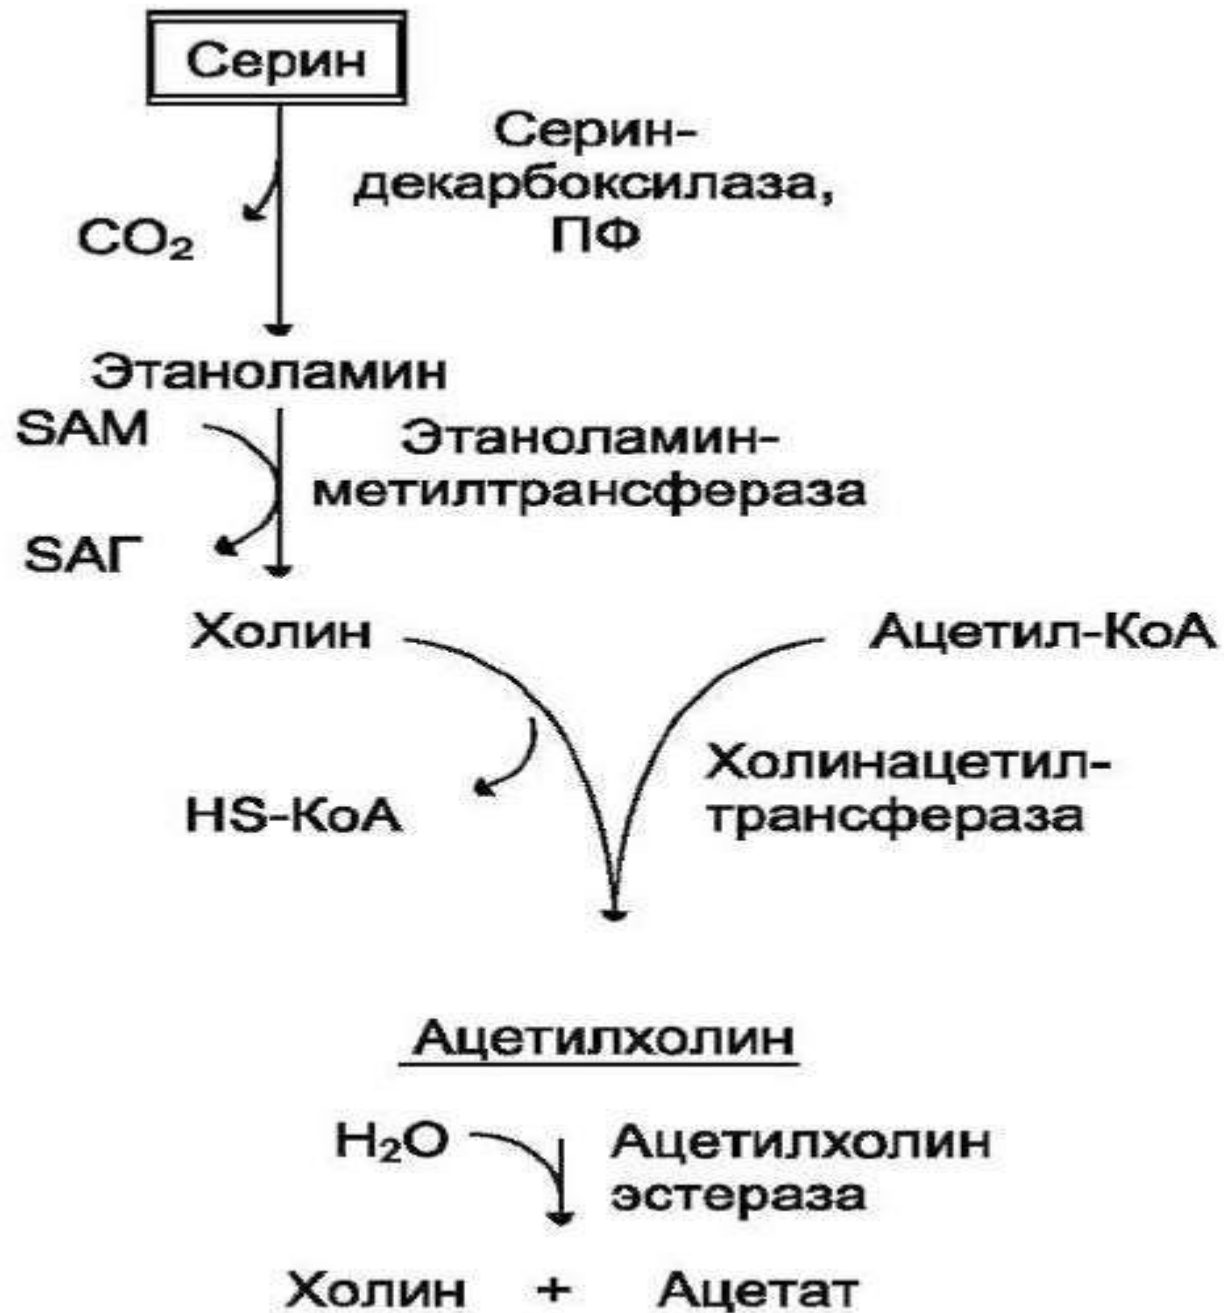 Серин
Серин-
декарбоксилаза,
ПФ
CO₂
Этаноламин
SAM
Этаноламин-
метилтрансфераза
SAГ
Холин
Ацетил-КоА
Холинацетил-
трансфераза
HS-КоА
Ацетилхолин
H₂O
Ацетилхолин
эстераза
Холин + Ацетат